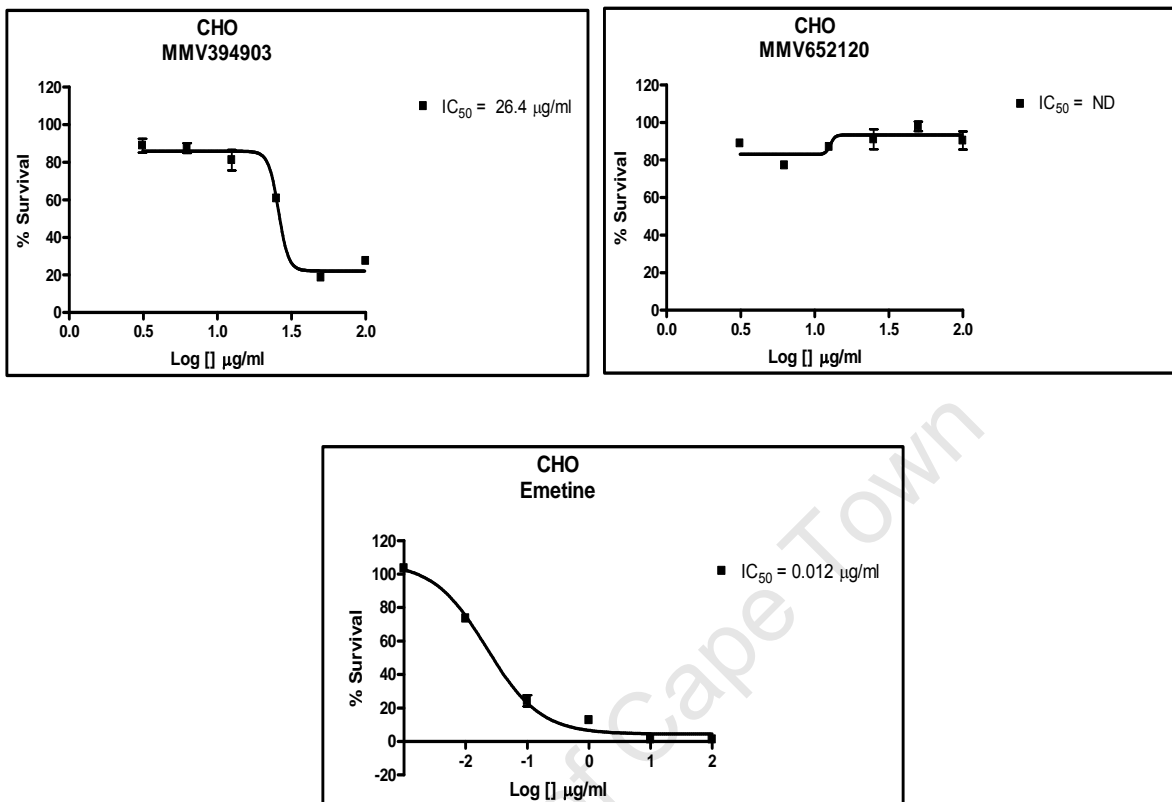 CHO
MMV394903
120
100
80
60
40
20
0
% Survival
0.0 0.5 1.0 1.5 2.0
Log [] μg/ml
IC50 = 26.4 μg/ml
CHO
MMV652120
120
100
80
60
40
20
0
% Survival
0.0 0.5 1.0 1.5 2.0
Log [] μg/ml
IC50 = ND
CHO
Emetine
120
100
80
60
40
20
0
-20
% Survival
-2 -1 0 1 2
Log [] μg/ml
IC50 = 0.012 μg/ml
of Cape Town